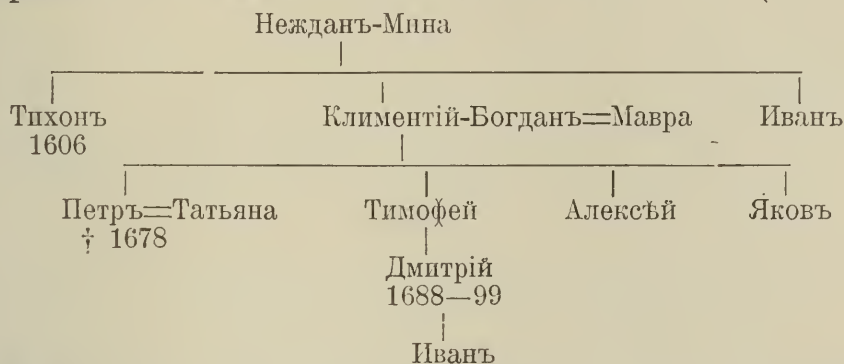 Нежданъ-Мина
Тихонъ Климентій-Богданъ=Мавра Иванъ
1606
Петръ=Татьяна Тимофей Алексѣй Яковъ
† 1678
Дмитрій
1688—99
Иванъ